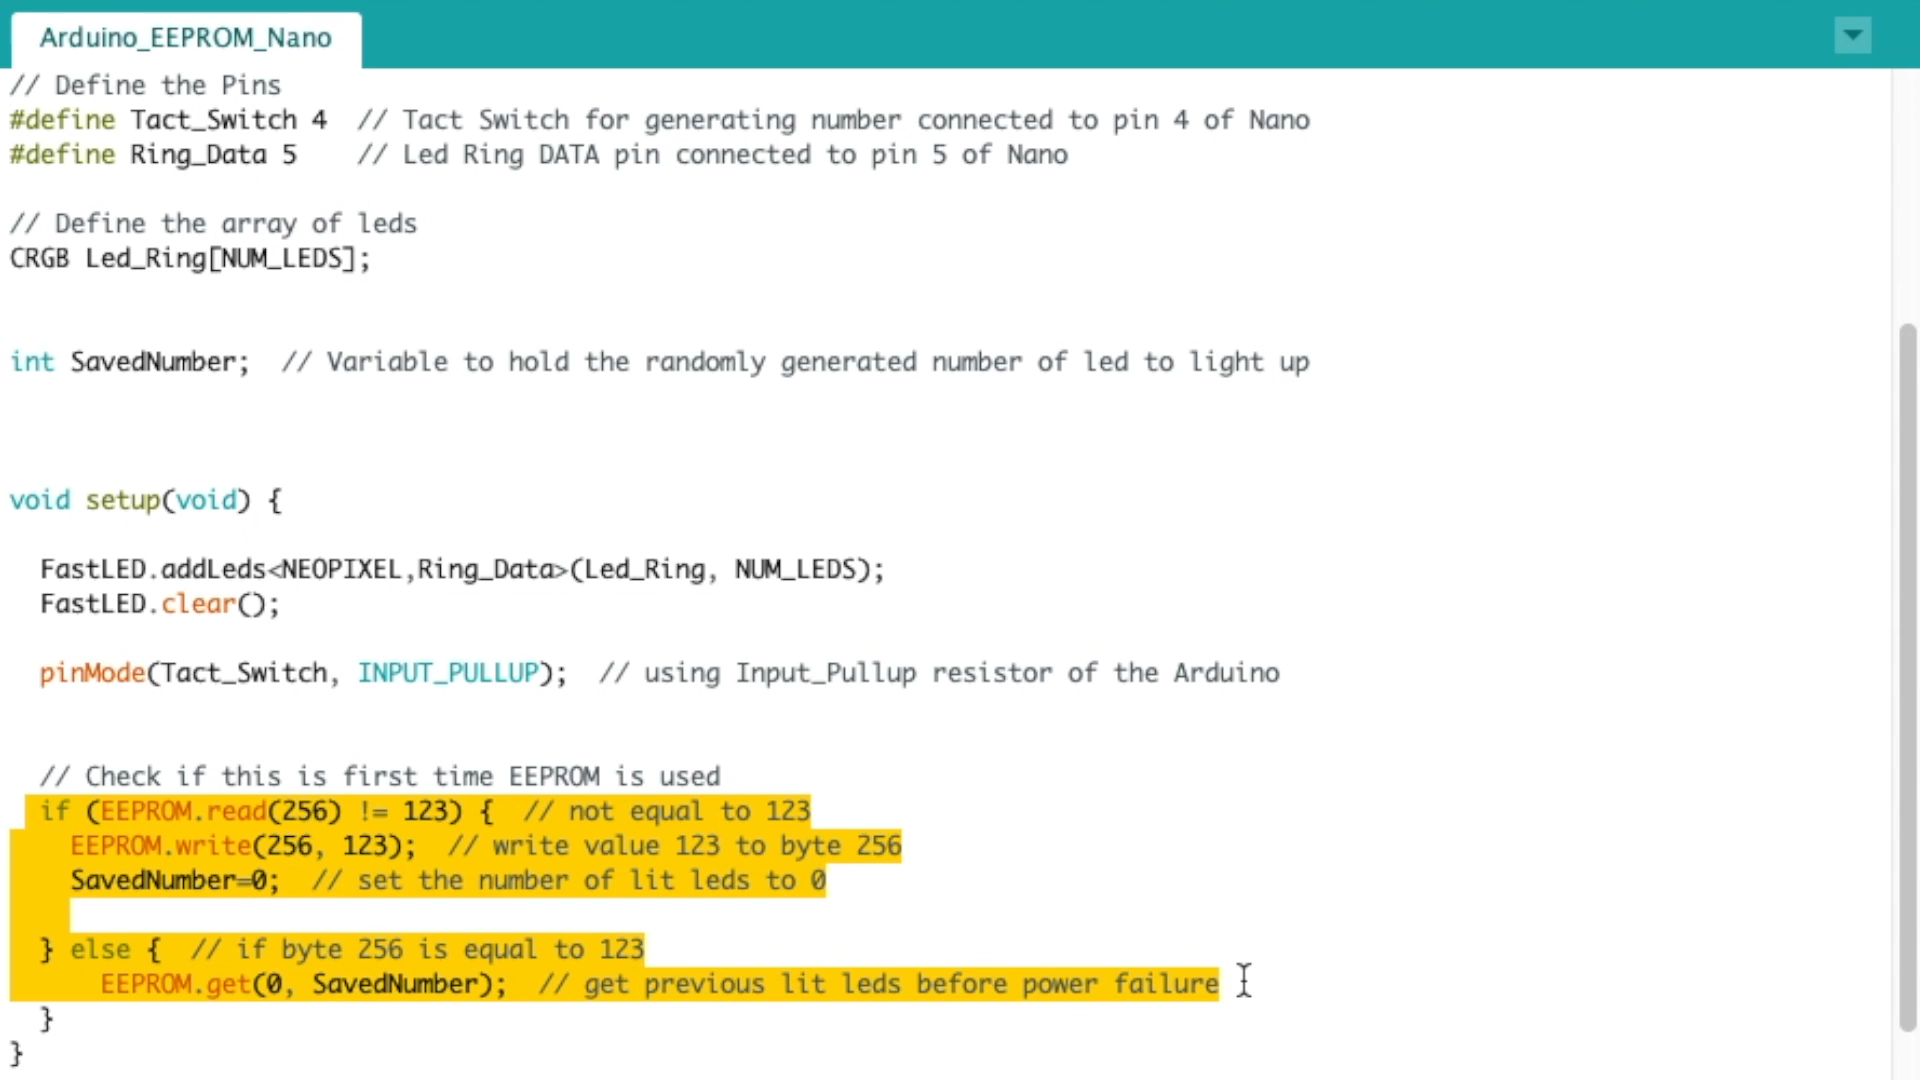 Arduino_EEPROM_Nano
// Define the Pins
#define Tact_Switch 4  // Tact Switch for generating number connected to pin 4 of Nano
#define Ring_Data 5    // Led Ring DATA pin connected to pin 5 of Nano
// Define the array of leds
CRGB Led_Ring[NUM_LEDS];
int SavedNumber;  // Variable to hold the randomly generated number of led to light up
void setup(void) {
  FastLED.addLeds<NEOPIXEL,Ring_Data>(Led_Ring, NUM_LEDS);
  FastLED.clear();
  pinMode(Tact_Switch, INPUT_PULLUP);  // using Input_Pullup resistor of the Arduino
  // Check if this is first time EEPROM is used
  if (EEPROM.read(256) != 123) {  // not equal to 123
    EEPROM.write(256, 123);  // write value 123 to byte 256
    SavedNumber=0;  // set the number of lit leds to 0
  } else {  // if byte 256 is equal to 123
      EEPROM.get(0, SavedNumber);  // get previous lit leds before power failure
  }
}